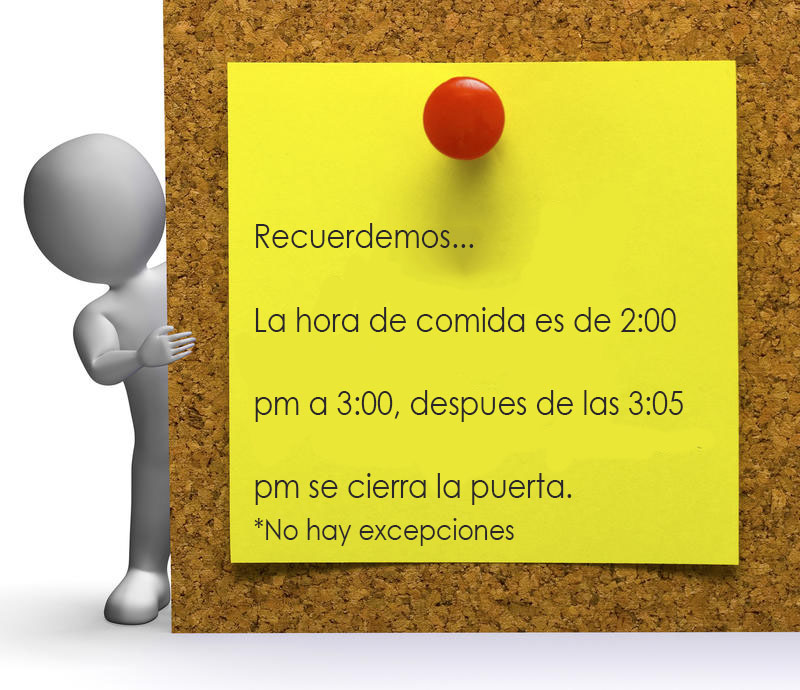 Recuerdemos...
La hora de comida es de 2:00
pm a 3:00, despues de las 3:05
pm se cierra la puerta.
*No hay excepciones